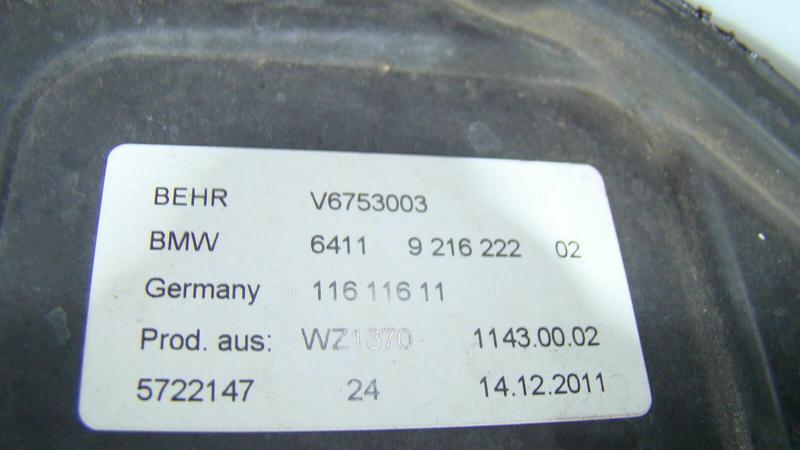 BEHR V6753003
BMW 6411 9 216 222 02
Germany 116 116 11
Prod. aus: WZ1370 1143.00.02
5722147 24 14.12.2011